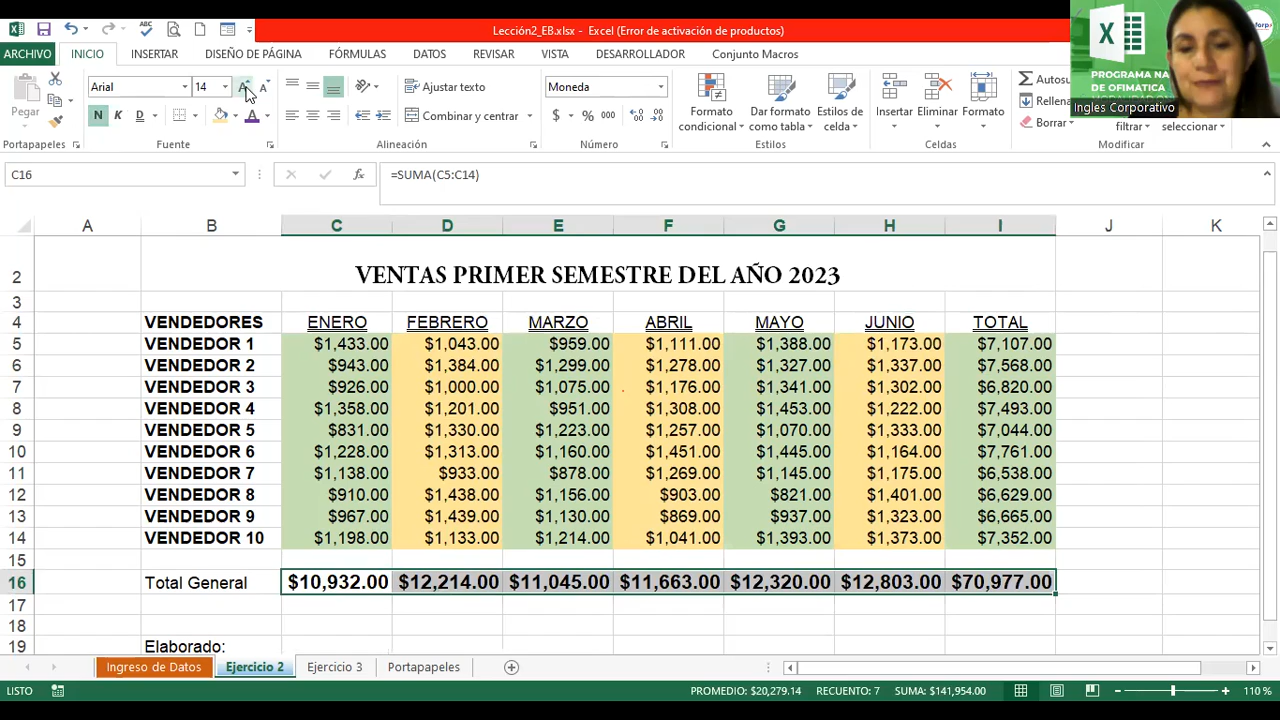 Lección2_EB.xlsx - Excel (Error de activación de productos)
ARCHIVO INICIO INSERTAR DISEÑO DE PÁGINA FÓRMULAS DATOS REVISAR VISTA DESARROLLADOR Conjunto Macros
PROGRAMA NA
DE OFIMATICA
Ingles Corporativo
Pegar
Arial 14
N K S
Ajustar texto
Combinar y centrar
Moneda
$ % 000
Formato condicional
Dar formato como tabla
Estilos de celda
Insertar Eliminar Formato
Autosu
Rellena
Borrar
filtrar seleccionar
Portapapeles Fuente Alineación Número Estilos Celdas Modificar
C16 fx =SUMA(C5:C14)
A B C D E F G H I J K
2 VENTAS PRIMER SEMESTRE DEL AÑO 2023
3
4 VENDEDORES ENERO FEBRERO MARZO ABRIL MAYO JUNIO TOTAL
5 VENDEDOR 1 $1,433.00 $1,043.00 $959.00 $1,111.00 $1,388.00 $1,173.00 $7,107.00
6 VENDEDOR 2 $943.00 $1,384.00 $1,299.00 $1,278.00 $1,327.00 $1,337.00 $7,568.00
7 VENDEDOR 3 $926.00 $1,000.00 $1,075.00 $1,176.00 $1,341.00 $1,302.00 $6,820.00
8 VENDEDOR 4 $1,358.00 $1,201.00 $951.00 $1,308.00 $1,453.00 $1,222.00 $7,493.00
9 VENDEDOR 5 $831.00 $1,330.00 $1,223.00 $1,257.00 $1,070.00 $1,333.00 $7,044.00
10 VENDEDOR 6 $1,228.00 $1,313.00 $1,160.00 $1,451.00 $1,445.00 $1,164.00 $7,761.00
11 VENDEDOR 7 $1,138.00 $933.00 $878.00 $1,269.00 $1,145.00 $1,175.00 $6,538.00
12 VENDEDOR 8 $910.00 $1,438.00 $1,156.00 $903.00 $821.00 $1,401.00 $6,629.00
13 VENDEDOR 9 $967.00 $1,439.00 $1,130.00 $869.00 $937.00 $1,323.00 $6,665.00
14 VENDEDOR 10 $1,198.00 $1,133.00 $1,214.00 $1,041.00 $1,393.00 $1,373.00 $7,352.00
15
16 Total General $10,932.00 $12,214.00 $11,045.00 $11,663.00 $12,320.00 $12,803.00 $70,977.00
17
18
19 Elaborado:
Ingreso de Datos Ejercicio 2 Ejercicio 3 Portapapeles
LISTO PROMEDIO: $20,279.14 RECUENTO: 7 SUMA: $141,954.00 110 %